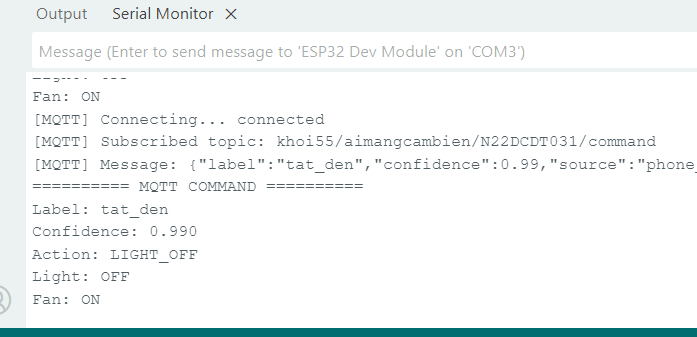 Output Serial Monitor ×
Message (Enter to send message to 'ESP32 Dev Module' on 'COM3')
Fan: ON
[MQTT] Connecting... connected
[MQTT] Subscribed topic: khoi55/aimangcambien/N22DCDT031/command
[MQTT] Message: {"label":"tat_den","confidence":0.99,"source":"phone_
========== MQTT COMMAND ==========
Label: tat_den
Confidence: 0.990
Action: LIGHT_OFF
Light: OFF
Fan: ON